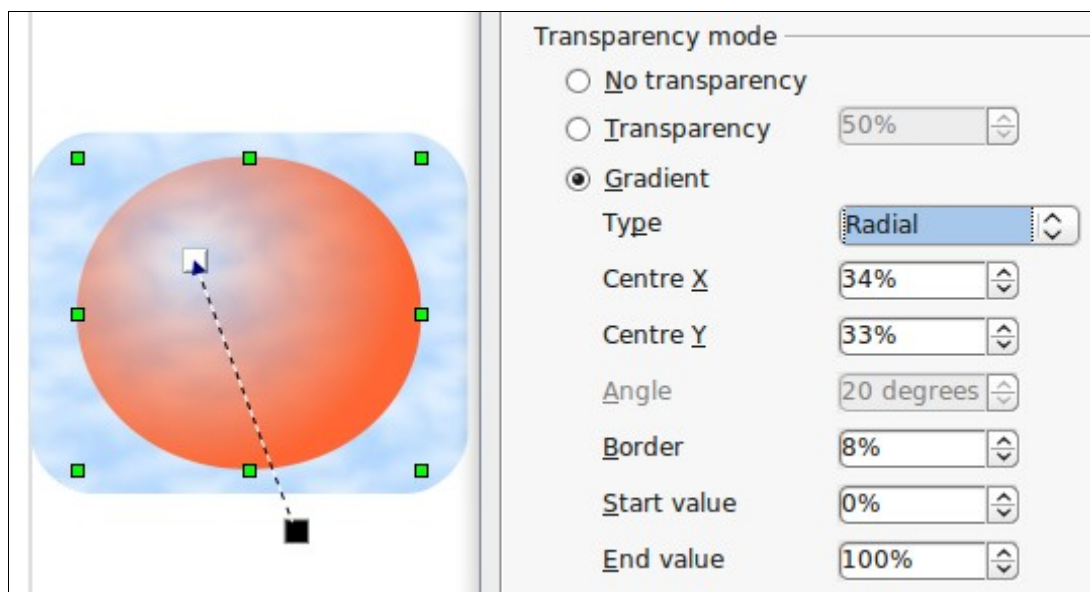 Transparency mode
No transparency
Transparency 50%
Gradient
Type Radial
Centre X 34%
Centre Y 33%
Angle 20 degrees
Border 8%
Start value 0%
End value 100%